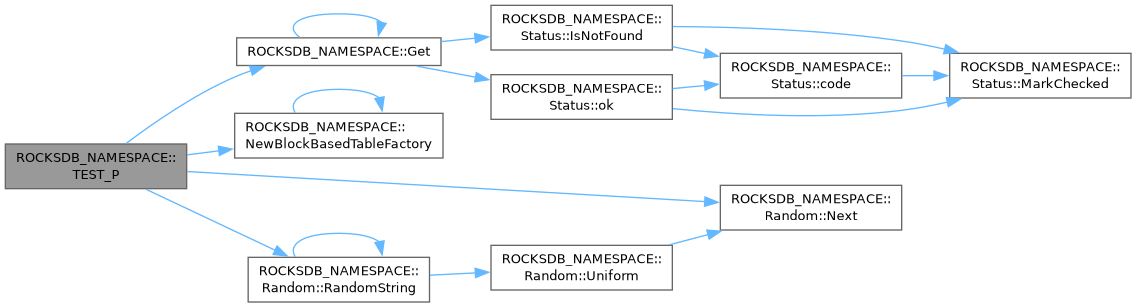 ROCKSDB_NAMESPACE::
TEST_P
ROCKSDB_NAMESPACE::Get
ROCKSDB_NAMESPACE::
Status::IsNotFound
ROCKSDB_NAMESPACE::
Status::code
ROCKSDB_NAMESPACE::
Status::MarkChecked
ROCKSDB_NAMESPACE::
Status::ok
ROCKSDB_NAMESPACE::
NewBlockBasedTableFactory
ROCKSDB_NAMESPACE::
Random::Next
ROCKSDB_NAMESPACE::
Random::RandomString
ROCKSDB_NAMESPACE::
Random::Uniform